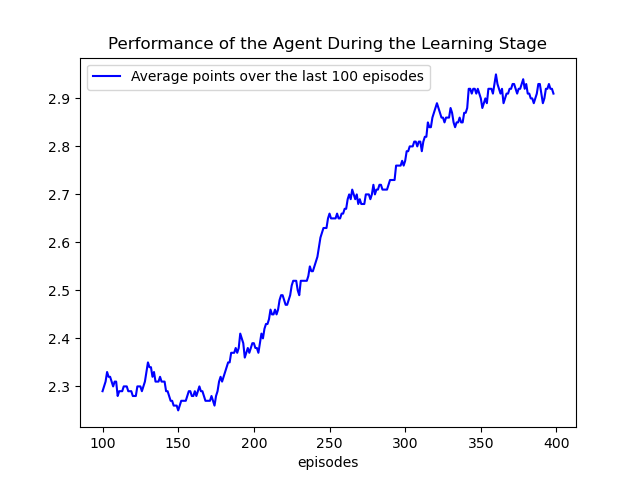 Performance of the Agent During the Learning Stage
Average points over the last 100 episodes
2.9
2.8
2.7
2.6
2.5
2.4
2.3
100 150 200 250 300 350 400
episodes